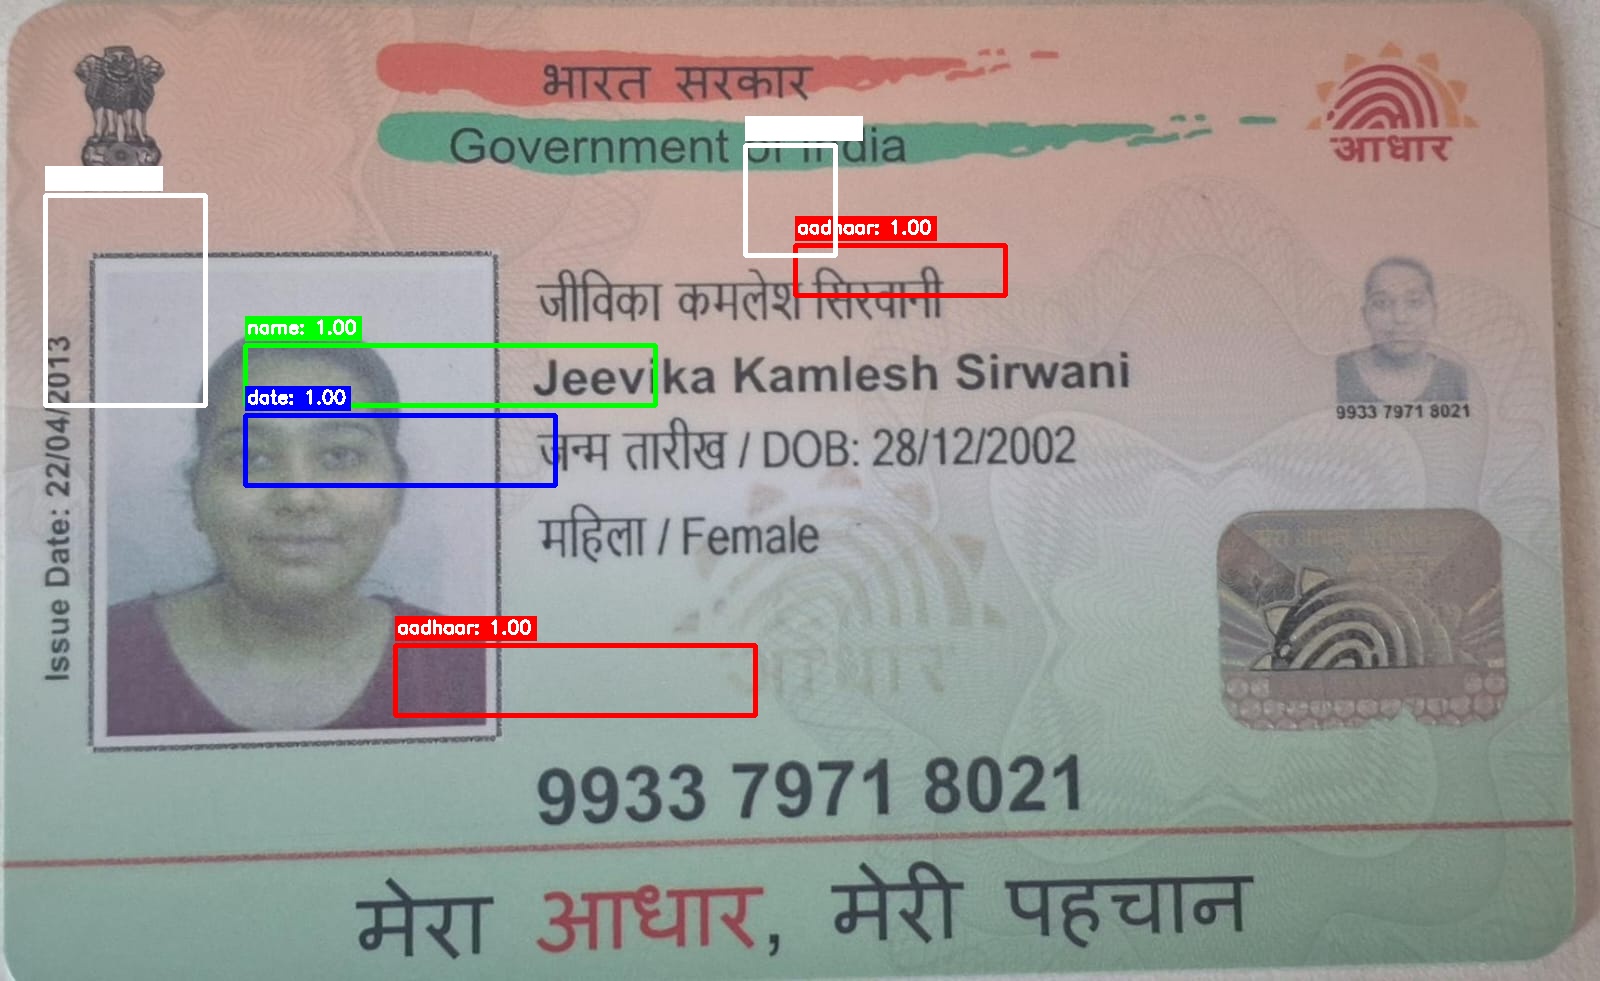 भारत सरकार
Government of India
आधार
aadhaar: 1.00
जीविका कमलेश सिरवानी
name: 1.00
Jeevika Kamlesh Sirwani
date: 1.00
9933 7971 8021
जन्म तारीख / DOB: 28/12/2002
महिला / Female
Issue Date: 22/04/2013
aadhaar: 1.00
आधार
9933 7971 8021
मेरा आधार, मेरी पहचान